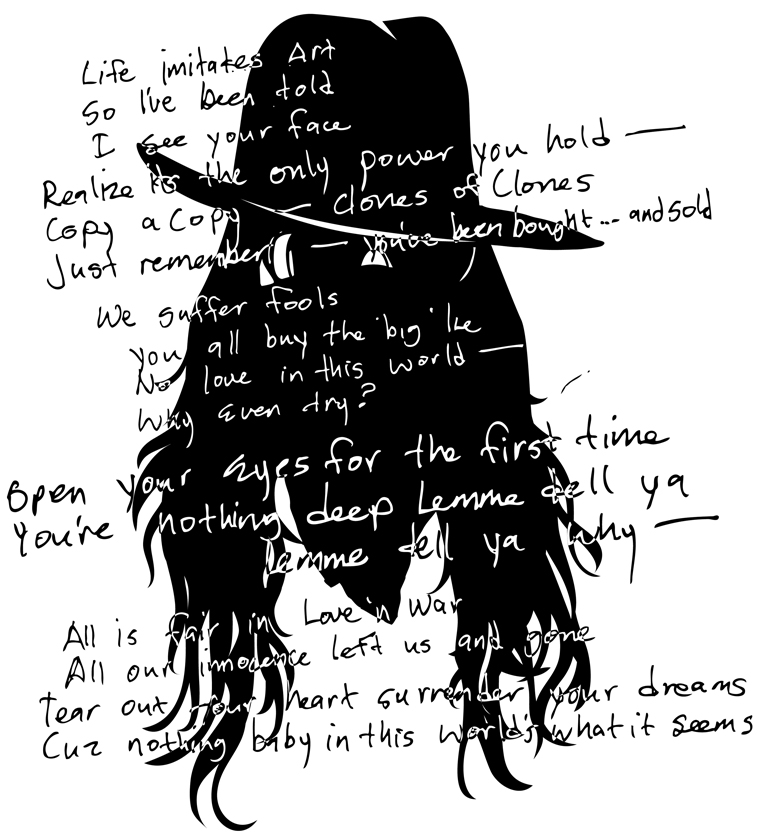 Life imitates Art
So I've been told
I see your face
Realize it's the only power you hold —
Copy a Copy — clones of Clones
Just remember! — you've been bought... and sold
We suffer fools
you all buy the 'big' lie
No love in this world —
Why even try?
Open your eyes for the first time
You're nothing deep Lemme tell ya
lemme tell ya why —
All is fair in Love 'n War
All our innocence left us and gone
Tear out your heart surrender your dreams
Cuz nothing baby in this world's what it seems